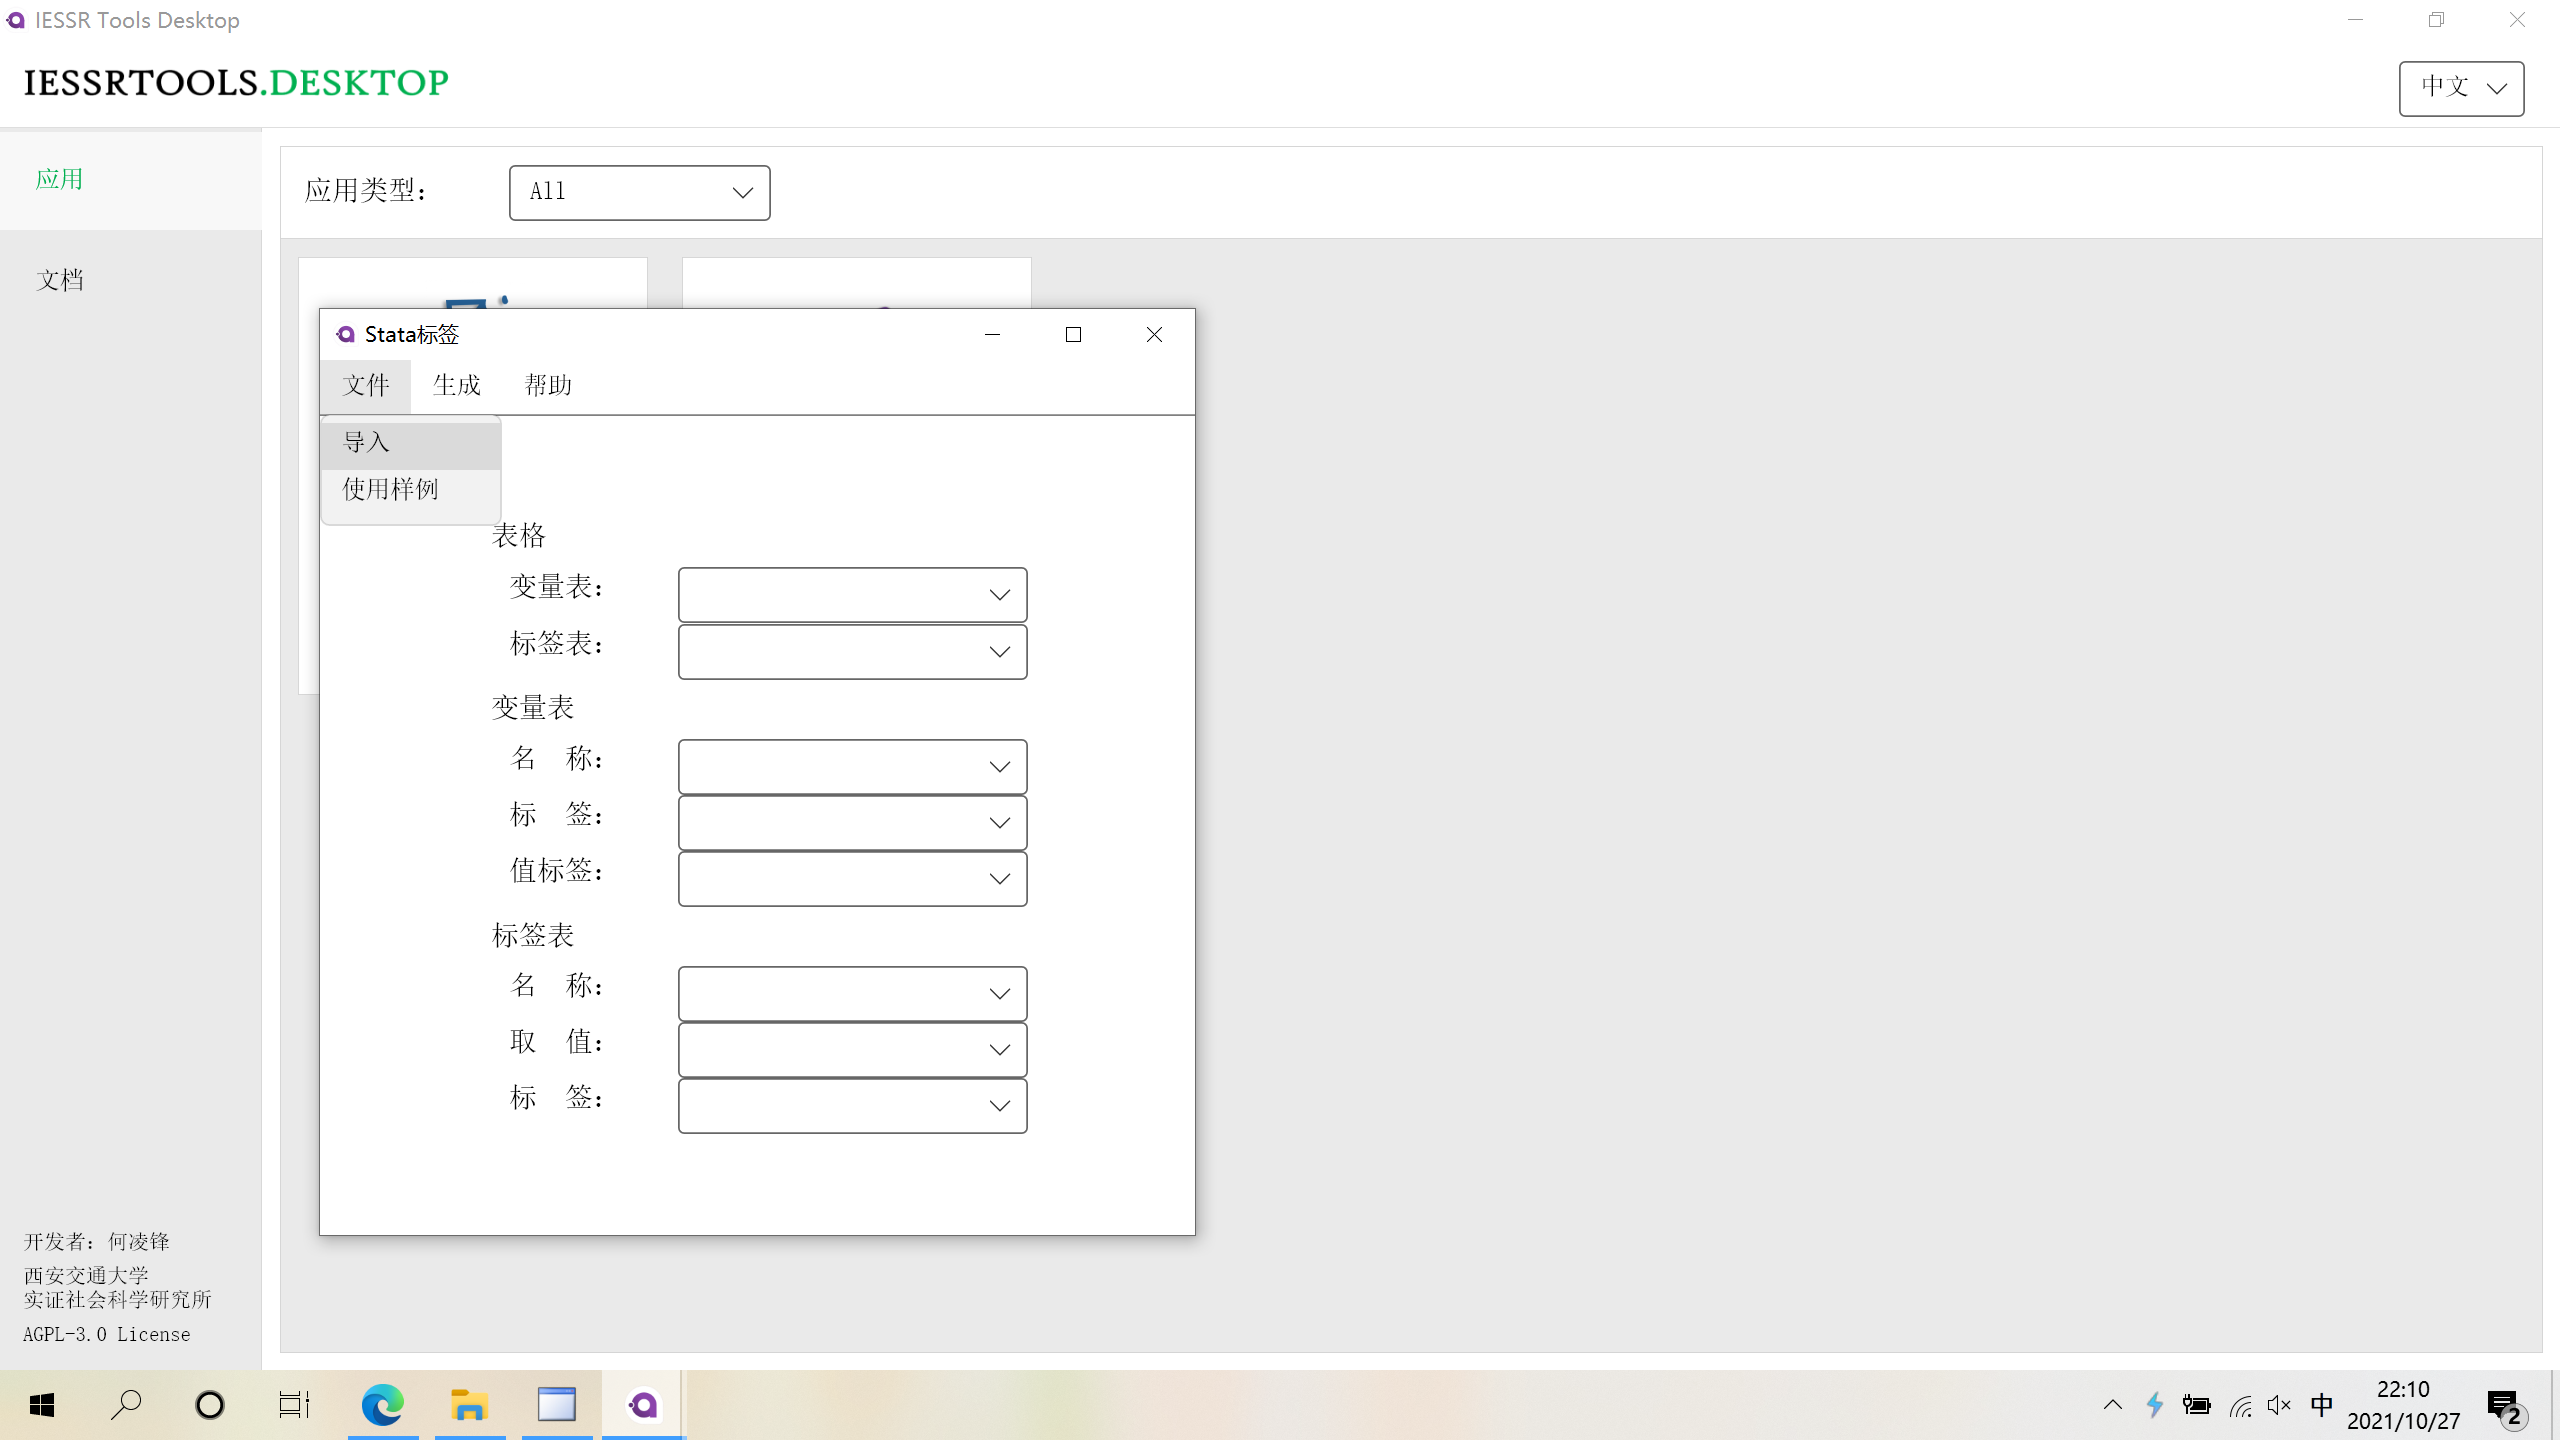 IESSR Tools Desktop
IESSRTOOLS.DESKTOP
中文
应用
文档
应用类型：
All
Stata标签
文件
生成
帮助
导入
使用样例
表格
变量表：
标签表：
变量表
名 称：
标 签：
值标签：
标签表
名 称：
取 值：
标 签：
开发者：何凌锋
西安交通大学
实证社会科学研究所
AGPL-3.0 License
中
22:10
2021/10/27
2